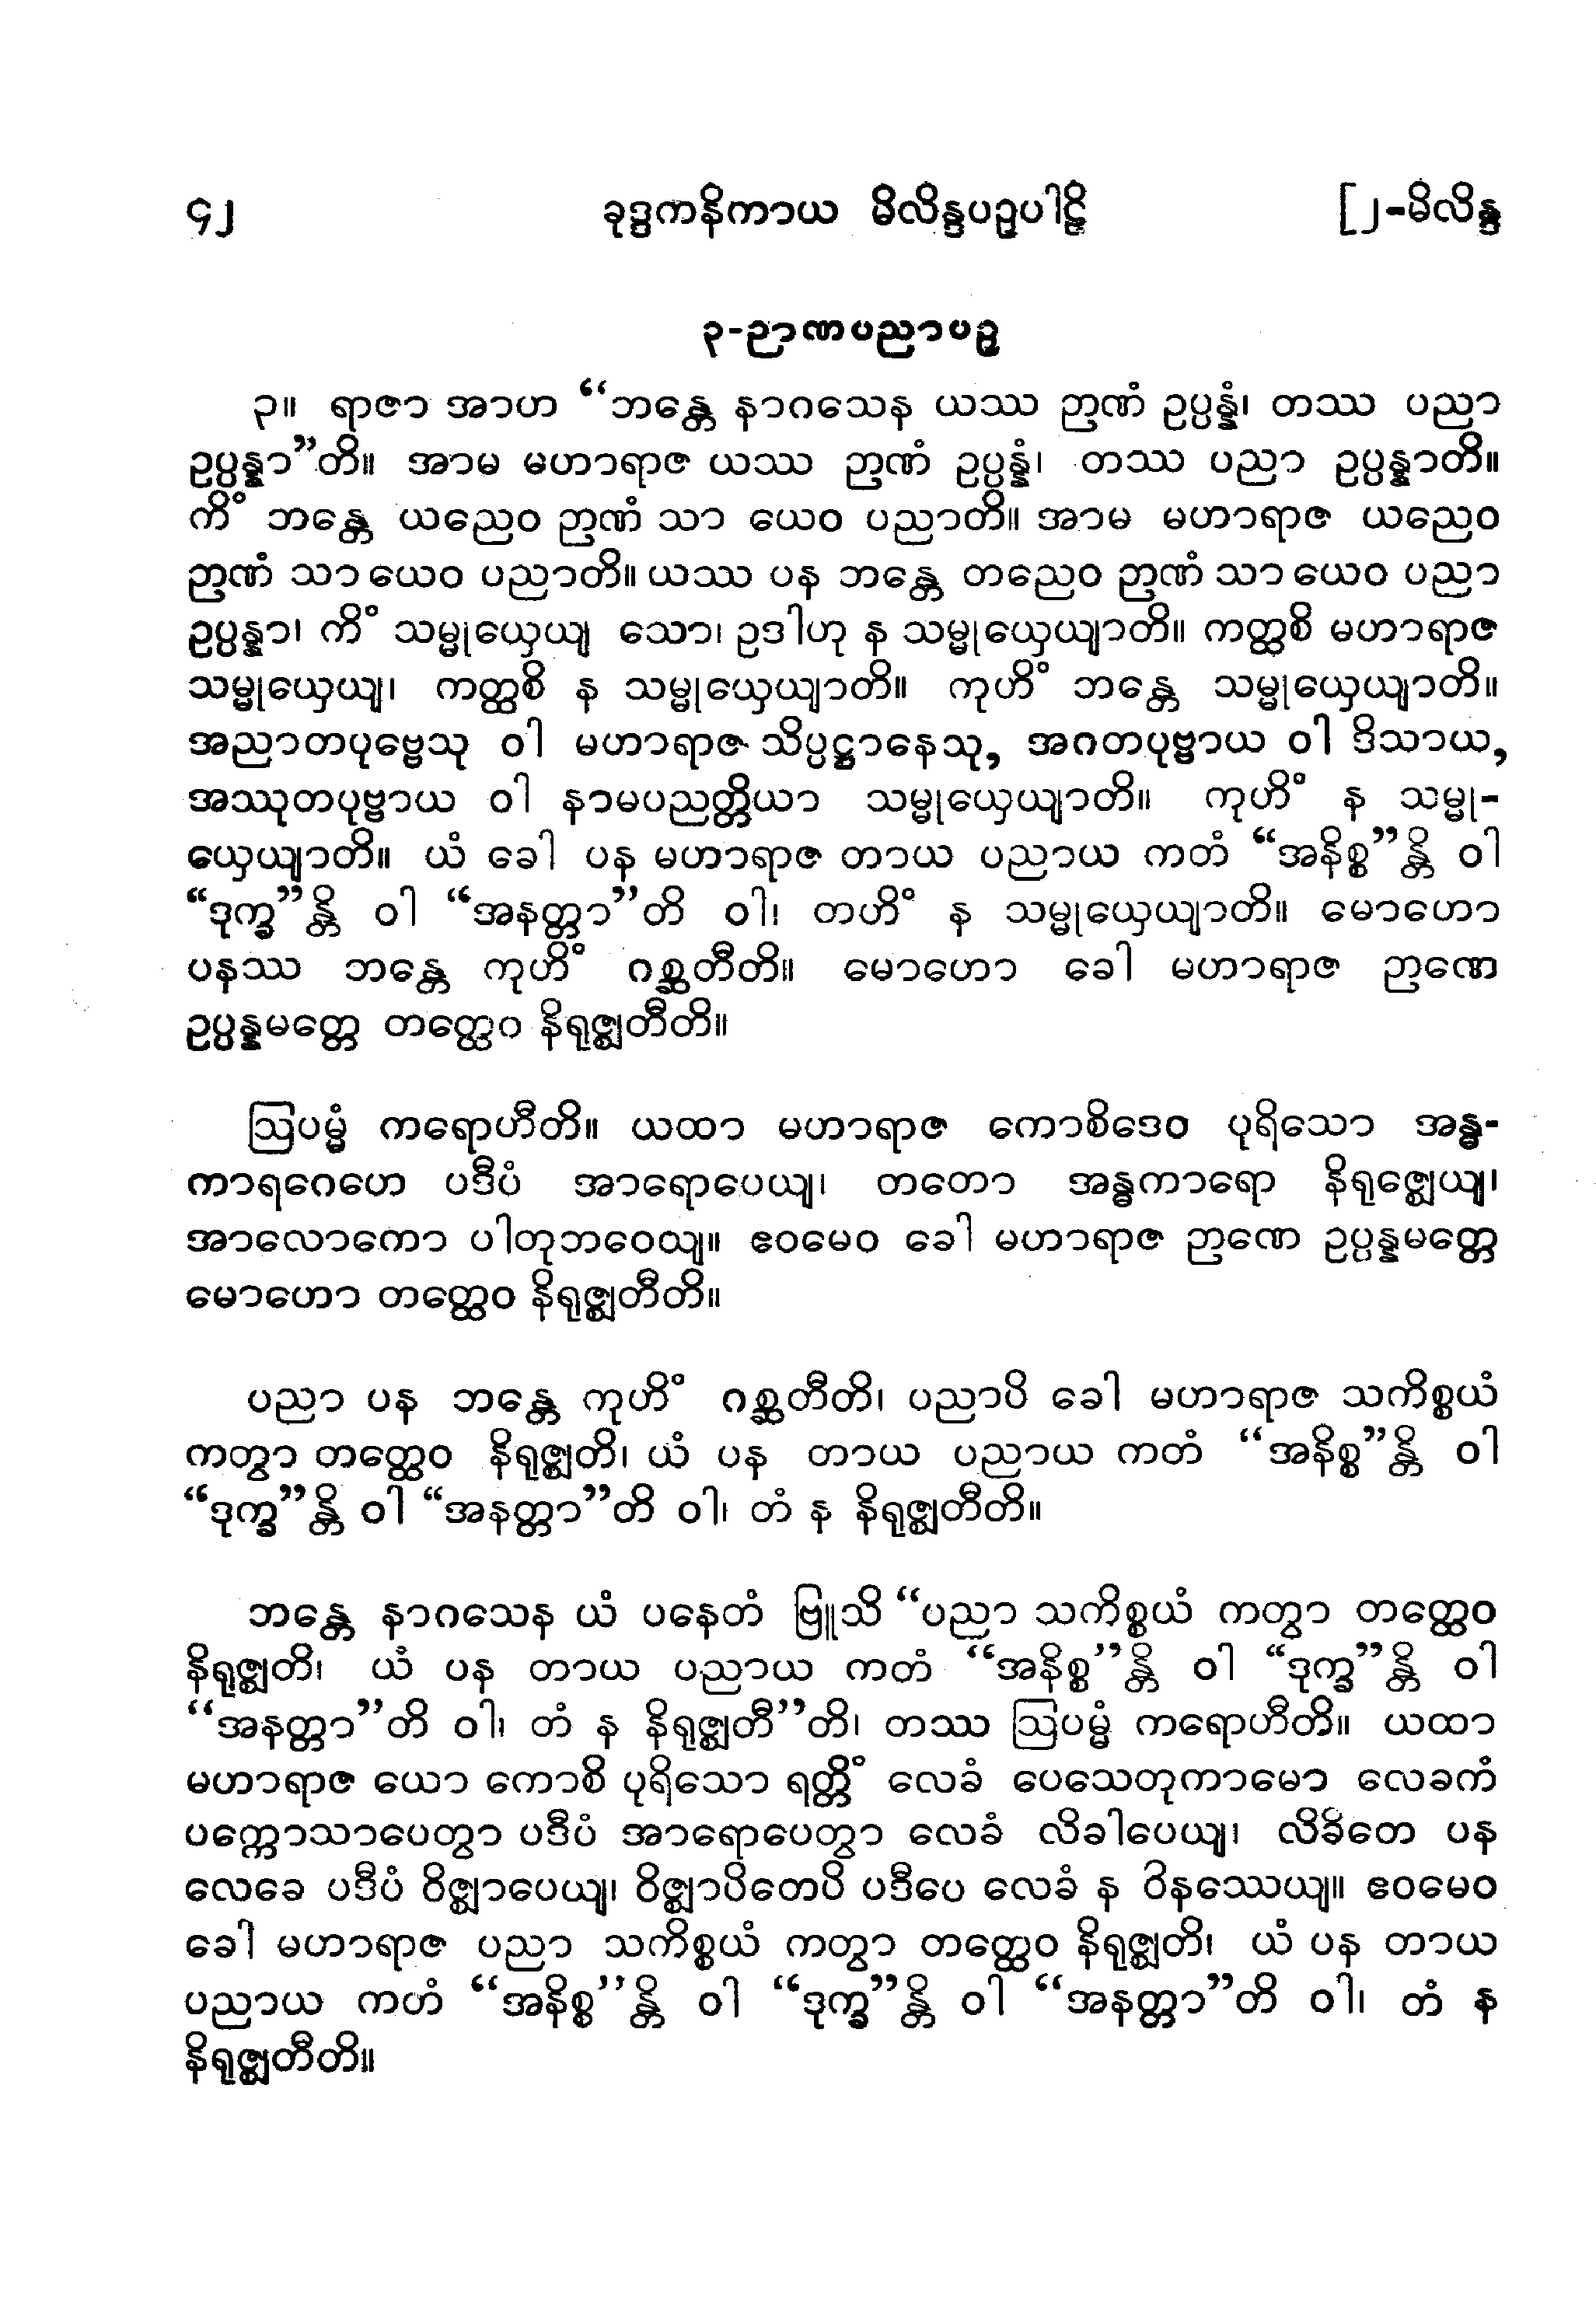 ၄၂ ခုဒ္ဒကနိကာယ မိလိန္ဒပဉှပါဠိ [၂-မိလိန္ဒ
၃-ဉာဏပညာပဉှ
၃။ ရာဇာ အာဟ “ဘန္တေ နာဂသေန ယဿ ဉာဏံ ဥပ္ပန္နံ၊ တဿ ပညာ
ဥပ္ပန္နာ”တိ။ အာမ မဟာရာဇ ယဿ ဉာဏံ ဥပ္ပန္နံ၊ တဿ ပညာ ဥပ္ပန္နာတိ။
ကိံ ဘန္တေ ယညေဝ ဉာဏံ သာ ယေဝ ပညာတိ။ အာမ မဟာရာဇ ယညေဝ
ဉာဏံ သာ ယေဝ ပညာတိ။ ယဿ ပန ဘန္တေ တညေဝ ဉာဏံ သာ ယေဝ ပညာ
ဥပ္ပန္နာ၊ ကိံ သမ္မုယှေယျ သော၊ ဥဒါဟု န သမ္မုယှေယျာတိ။ ကတ္ထစိ မဟာရာဇ
သမ္မုယှေယျ၊ ကတ္ထစိ န သမ္မုယှေယျာတိ။ ကုဟိံ ဘန္တေ သမ္မုယှေယျာတိ။
အညာတပုဗ္ဗေသု ဝါ မဟာရာဇ သိပ္ပဋ္ဌာနေသု, အဂတပုဗ္ဗာယ ဝါ ဒိသာယ,
အဿုတပုဗ္ဗာယ ဝါ နာမပညတ္တိယာ သမ္မုယှေယျာတိ။ ကုဟိံ န သမ္မု-
ယှေယျာတိ။ ယံ ခေါ ပန မဟာရာဇ တာယ ပညာယ ကတံ “အနိစ္စ”န္တိ ဝါ
“ဒုက္ခ”န္တိ ဝါ “အနတ္တာ”တိ ဝါ၊ တဟိံ န သမ္မုယှေယျာတိ။ မောဟော
ပနဿ ဘန္တေ ကုဟိံ ဂစ္ဆတီတိ။ မောဟော ခေါ မဟာရာဇ ဉာဏေ
ဥပ္ပန္နမတ္တေ တတ္ထေဝ နိရုဇ္ဈတီတိ။
ဩပမ္မံ ကရောဟီတိ။ ယထာ မဟာရာဇ ကောစိဒေဝ ပုရိသော အန္ဓ-
ကာရဂေဟေ ပဒီပံ အာရောပေယျ၊ တတော အန္ဓကာရော နိရုဇ္ဈေယျ၊
အာလောကော ပါတုဘဝေယျ။ ဧဝမေဝ ခေါ မဟာရာဇ ဉာဏေ ဥပ္ပန္နမတ္တေ
မောဟော တတ္ထေဝ နိရုဇ္ဈတီတိ။
ပညာ ပန ဘန္တေ ကုဟိံ ဂစ္ဆတီတိ၊ ပညာပိ ခေါ မဟာရာဇ သကိစ္စယံ
ကတွာ တတ္ထေဝ နိရုဇ္ဈတိ၊ ယံ ပန တာယ ပညာယ ကတံ “အနိစ္စ”န္တိ ဝါ
“ဒုက္ခ”န္တိ ဝါ “အနတ္တာ”တိ ဝါ၊ တံ န နိရုဇ္ဈတီတိ။
ဘန္တေ နာဂသေန ယံ ပနေတံ ဗြူသိ “ပညာ သကိစ္စယံ ကတွာ တတ္ထေဝ
နိရုဇ္ဈတိ၊ ယံ ပန တာယ ပညာယ ကတံ “အနိစ္စ”န္တိ ဝါ “ဒုက္ခ”န္တိ ဝါ
“အနတ္တာ”တိ ဝါ၊ တံ န နိရုဇ္ဈတီ”တိ၊ တဿ ဩပမ္မံ ကရောဟီတိ။ ယထာ
မဟာရာဇ ယော ကောစိ ပုရိသော ရတ္တိံ လေခံ ပေသေတုကာမော လေခကံ
ပက္ကောသာပေတွာ ပဒီပံ အာရောပေတွာ လေခံ လိခါပေယျ၊ လိခိတေ ပန
လေခေ ပဒီပံ ဝိဇ္ဈာပေယျ၊ ဝိဇ္ဈာပိတေပိ ပဒီပေ လေခံ န ဝိနဿေယျ။ ဧဝမေဝ
ခေါ မဟာရာဇ ပညာ သကိစ္စယံ ကတွာ တတ္ထေဝ နိရုဇ္ဈတိ၊ ယံ ပန တာယ
ပညာယ ကဟံ “အနိစ္စ”န္တိ ဝါ “ဒုက္ခ”န္တိ ဝါ “အနတ္တာ”တိ ဝါ၊ တံ န
နိရုဇ္ဈတီတိ။